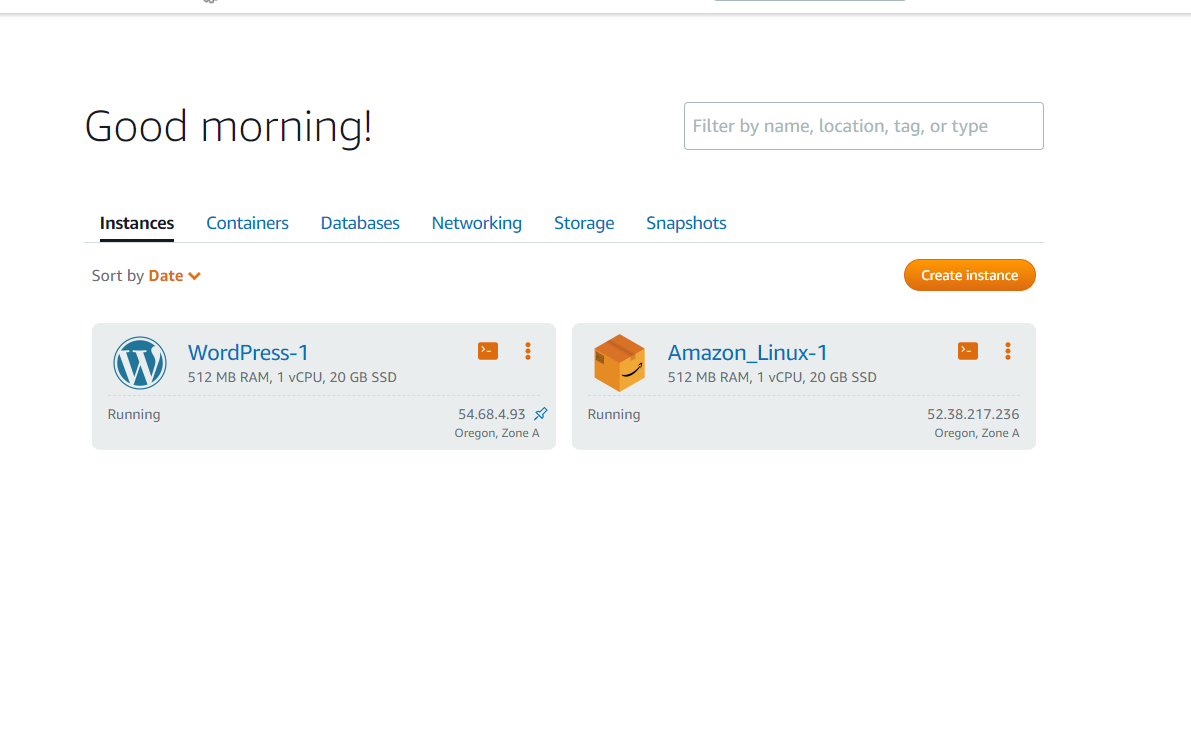 Good morning!
Filter by name, location, tag, or type
Instances Containers Databases Networking Storage Snapshots
Sort by Date
Create instance
WordPress-1
512 MB RAM, 1 vCPU, 20 GB SSD
Running
54.68.4.93
Oregon, Zone A
Amazon_Linux-1
512 MB RAM, 1 vCPU, 20 GB SSD
Running
52.38.217.236
Oregon, Zone A